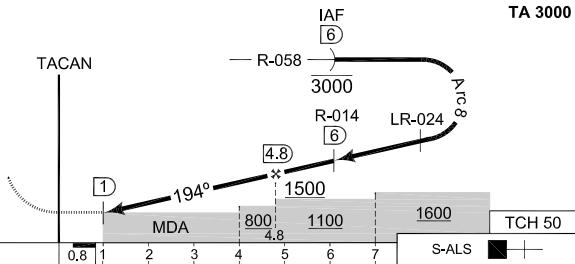 IAF
TA 3000
6
TACAN
R-058
3000
Arc 8
R-014
LR-024
6
4.8
1
194°
1500
MDA
800
1100
1600
TCH 50
4.8
0.8
1 2 3 4 5 6 7
S-ALS